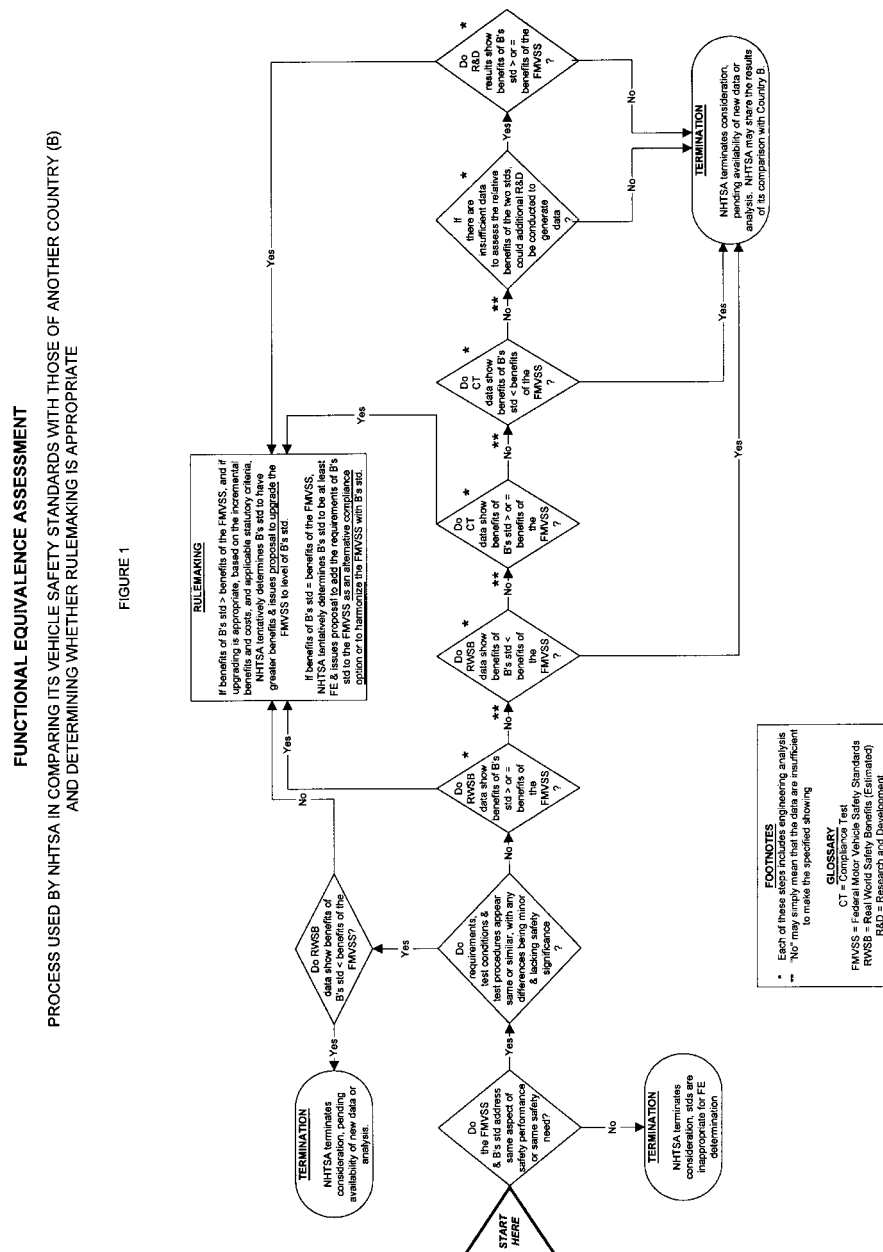 FUNCTIONAL EQUIVALENCE ASSESSMENT
PROCESS USED BY NHTSA IN COMPARING ITS VEHICLE SAFETY STANDARDS WITH THOSE OF ANOTHER COUNTRY (B)
AND DETERMINING WHETHER RULEMAKING IS APPROPRIATE
FIGURE 1
START
HERE
Do
the FMVSS
& B's std address
same aspect of
safety performance
or same safety
need?
No
TERMINATION
NHTSA terminates
consideration, stds are
inappropriate for FE
determination
Yes
Do
requirements,
test conditions &
test procedures appear
same or similar, with any
differences being minor
& lacking safety
significance
?
Yes
Do RWSB
data show benefits of
B's std < benefits of the
FMVSS?
Yes
TERMINATION
NHTSA terminates
consideration, pending
availability of new data or
analysis.
No
RULEMAKING
If benefits of B's std > benefits of the FMVSS, and if
upgrading is appropriate, based on the incremental
benefits and costs, and applicable statutory criteria,
NHTSA tentatively determines B's std to have
greater benefits & issues proposal to upgrade the
FMVSS to level of B's std.
If benefits of B's std = benefits of the FMVSS,
NHTSA tentatively determines B's std to be at least
FE & issues proposal to add the requirements of B's
std to the FMVSS as an alternative compliance
option or to harmonize the FMVSS with B's std.
No
Do *
RWSB
data show
benefits of B's
std > or =
benefits of
the
FMVSS?
Yes
**
No
Do *
RWSB
data show
benefits of
B's std <
benefits of
the
FMVSS
?
Yes
**
No
Do *
CT
data show
benefits of
B's std > or =
benefits of
the
FMVSS
?
Yes
**
No
Do *
CT
data show
benefits of B's
std < benefits
of the
FMVSS
?
Yes
**
No
If *
there are
insufficient data
to assess the relative
benefits of the two stds,
could additional R&D
be conducted to
generate
data
?
No
Yes
Do *
R&D
results show
benefits of B's
std > or =
benefits of the
FMVSS
?
Yes
No
TERMINATION
NHTSA terminates consideration,
pending availability of new data or
analysis. NHTSA may share the results
of its comparison with Country B.
FOOTNOTES
* Each of these steps includes engineering analysis
** "No" may simply mean that the data are insufficient
to make the specified showing
GLOSSARY
CT = Compliance Test
FMVSS = Federal Motor Vehicle Safety Standards
RWSB = Real World Safety Benefits (Estimated)
R&D = Research and Development